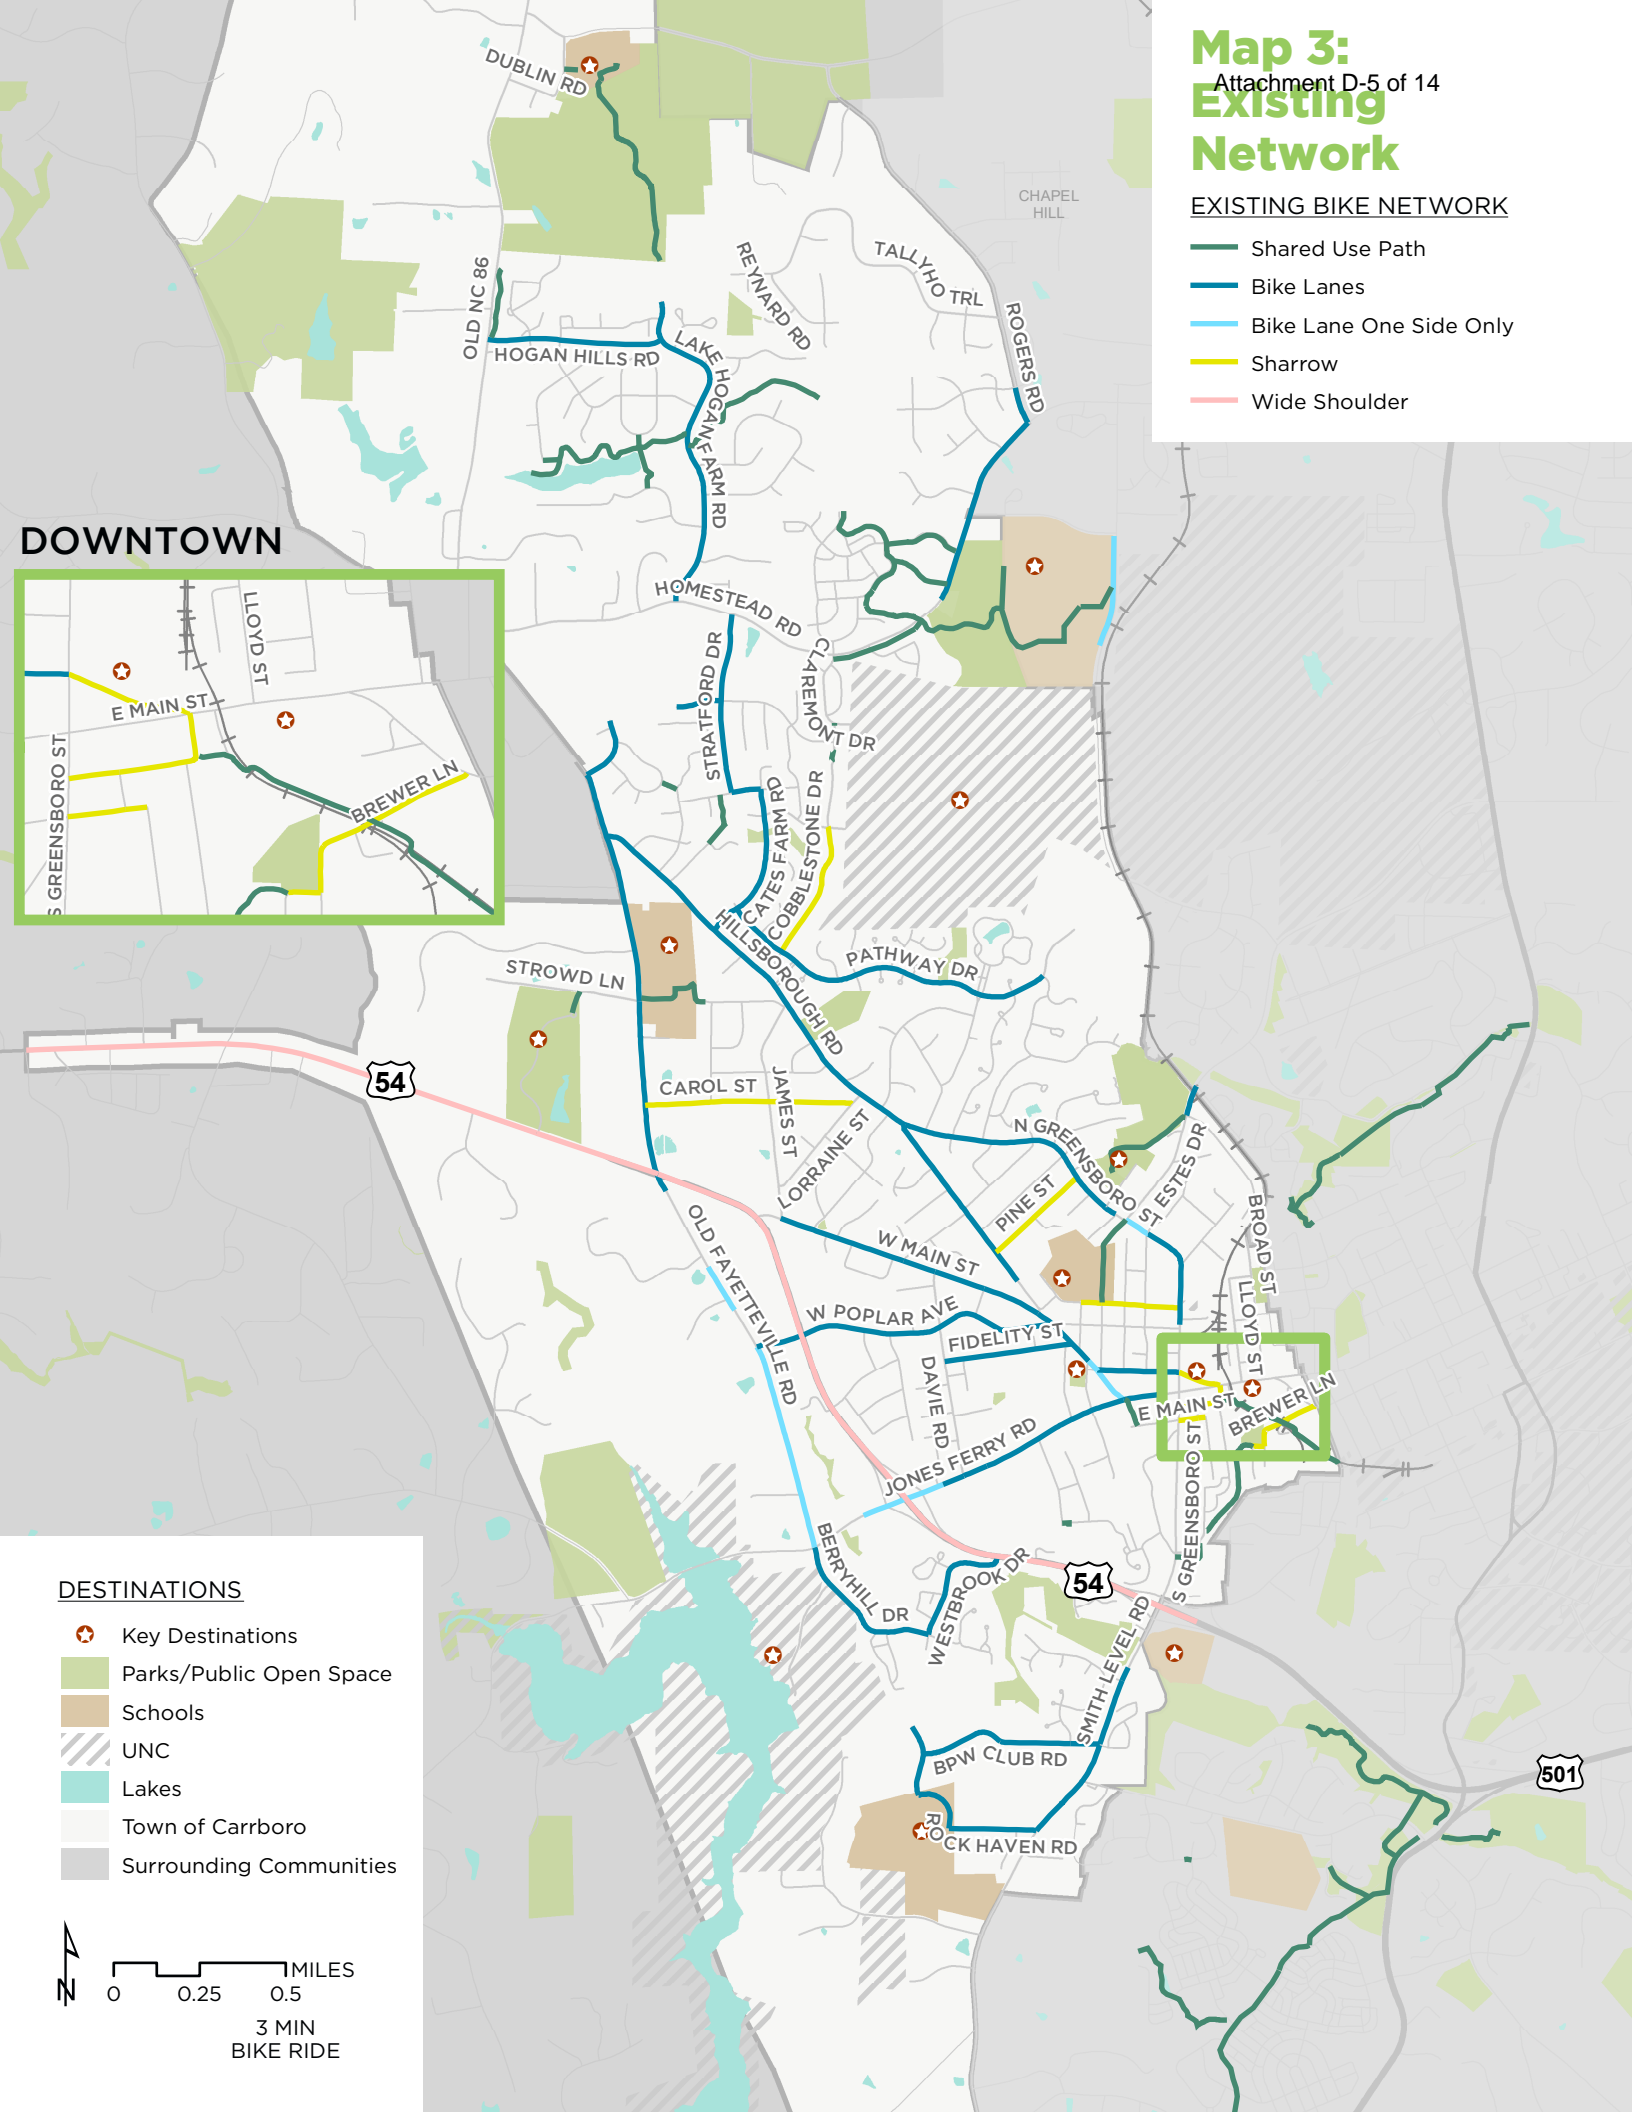 Map 3:
Attachment D-5 of 14
Existing
Network
EXISTING BIKE NETWORK
Shared Use Path
Bike Lanes
Bike Lane One Side Only
Sharrow
Wide Shoulder
CHAPEL
HILL
DUBLIN RD
OLD NC 86
REYNARD RD
TALLYHO TRL
ROGERS RD
HOGAN HILLS RD
LAKE HOGAN FARM RD
HOMESTEAD RD
STRATFORD DR
CLAREMONT DR
CATES FARM RD
COBBLESTONE DR
HILLSBOROUGH RD
PATHWAY DR
STROWD LN
54
CAROL ST
JAMES ST
LORRAINE ST
N GREENSBORO ST
PINE ST
ESTES DR
BROAD ST
LLOYD ST
OLD FAYETTEVILLE RD
W MAIN ST
W POPLAR AVE
FIDELITY ST
DAVIE RD
JONES FERRY RD
E MAIN ST
BREWER LN
S GREENSBORO ST
BERRYHILL DR
WESTBROOK DR
54
SMITH LEVEL RD
BPW CLUB RD
ROCK HAVEN RD
501
DOWNTOWN
LLOYD ST
E MAIN ST
S GREENSBORO ST
BREWER LN
DESTINATIONS
Key Destinations
Parks/Public Open Space
Schools
UNC
Lakes
Town of Carrboro
Surrounding Communities
N
MILES
0 0.25 0.5
3 MIN
BIKE RIDE